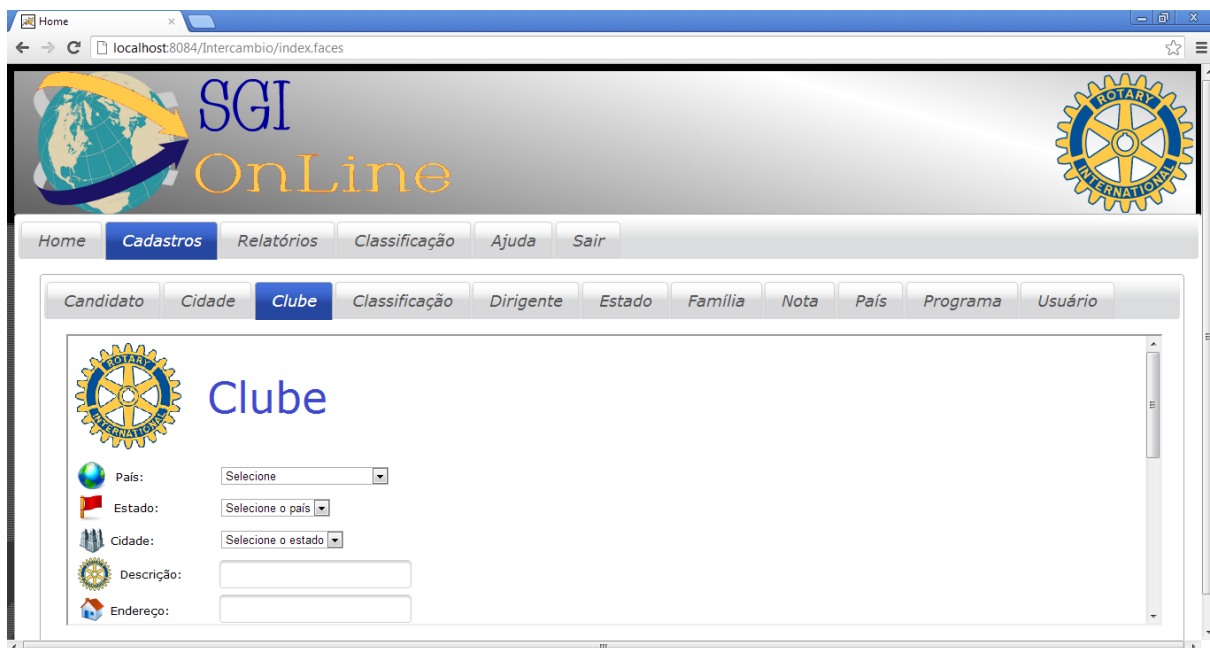 Home
localhost:8084/Intercambio/index.faces
SGI
OnLine
ROTARY
INTERNATIONAL
Home Cadastros Relatórios Classificação Ajuda Sair
Candidato Cidade Clube Classificação Dirigente Estado Família Nota País Programa Usuário
ROTARY
INTERNATIONAL
Clube
País: Selecione
Estado: Selecione o país
Cidade: Selecione o estado
Descrição:
Endereço: